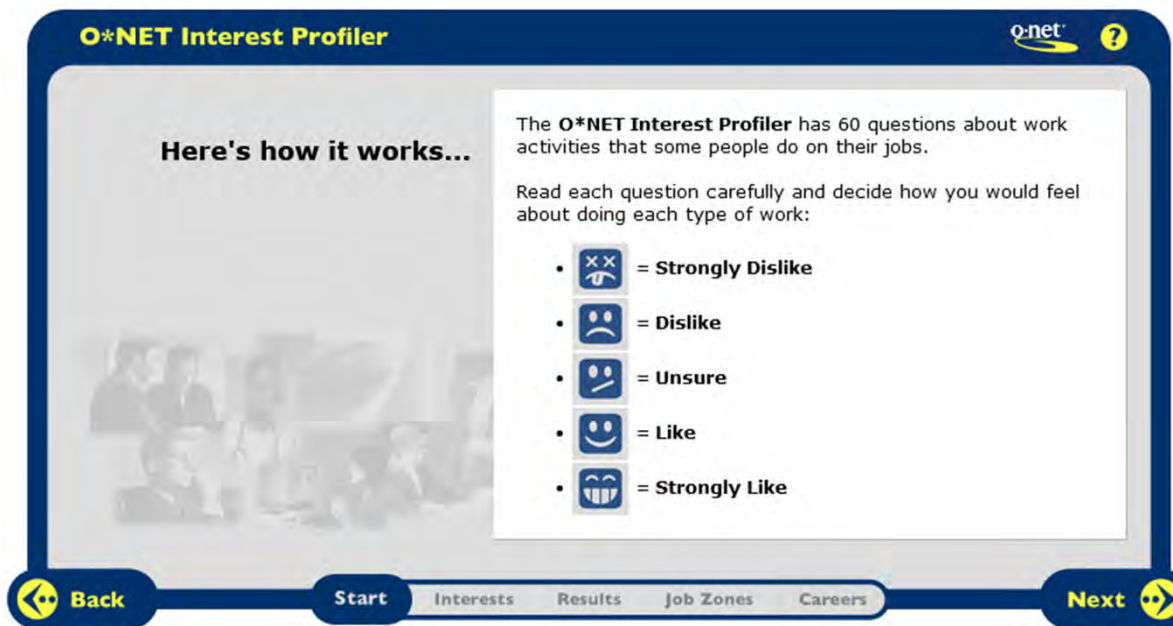 O*NET Interest Profiler
o·net
?
Here's how it works...
The O*NET Interest Profiler has 60 questions about work
activities that some people do on their jobs.
Read each question carefully and decide how you would feel
about doing each type of work:
• = Strongly Dislike
• = Dislike
• = Unsure
• = Like
• = Strongly Like
Back
Start Interests Results Job Zones Careers
Next